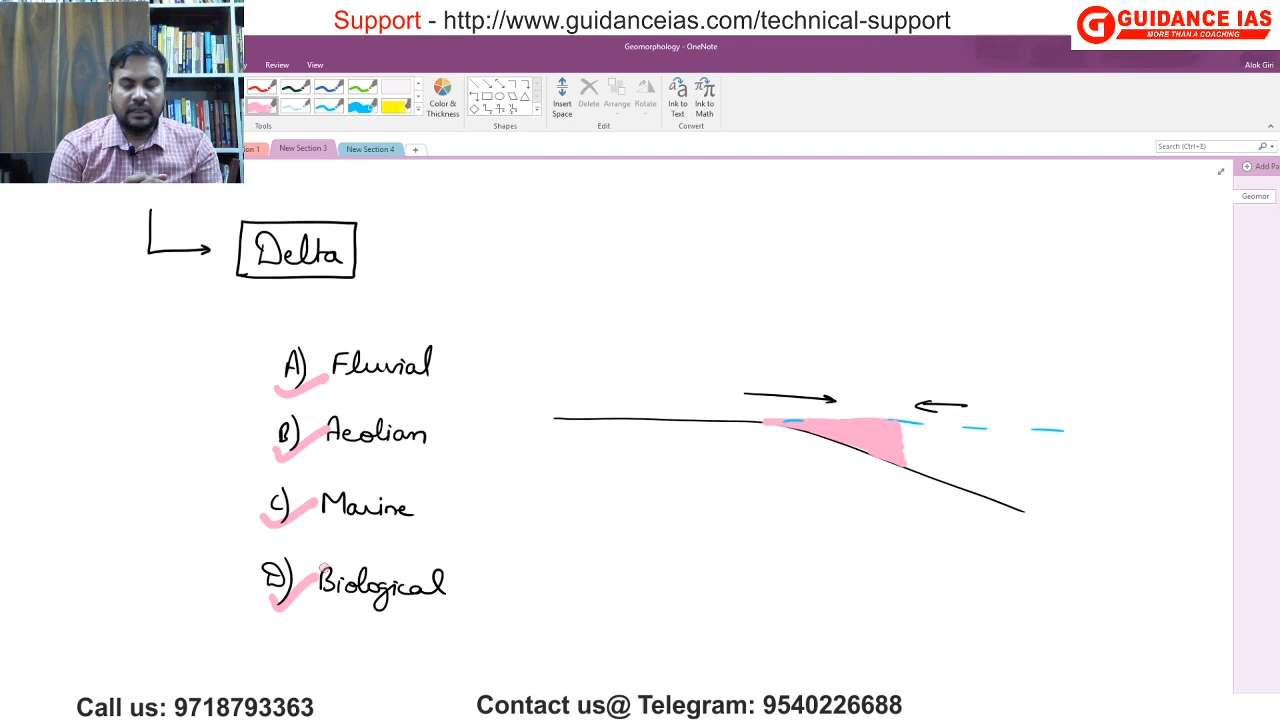 Support - http://www.guidanceias.com/technical-support
GUIDANCE IAS
MORE THAN A COACHING
Geomorphology - OneNote
Review View
Alok Giri
Color & Thickness
Insert Space
Delete
Arrange
Rotate
Ink to Text
Ink to Math
Tools
Shapes
Edit
Convert
New Section 3
New Section 4
Search (Ctrl+E)
Add Pa
Geomor
Delta
A) Fluvial
B) Aeolian
C) Marine
D) Biological
Call us: 9718793363
Contact us@ Telegram: 9540226688